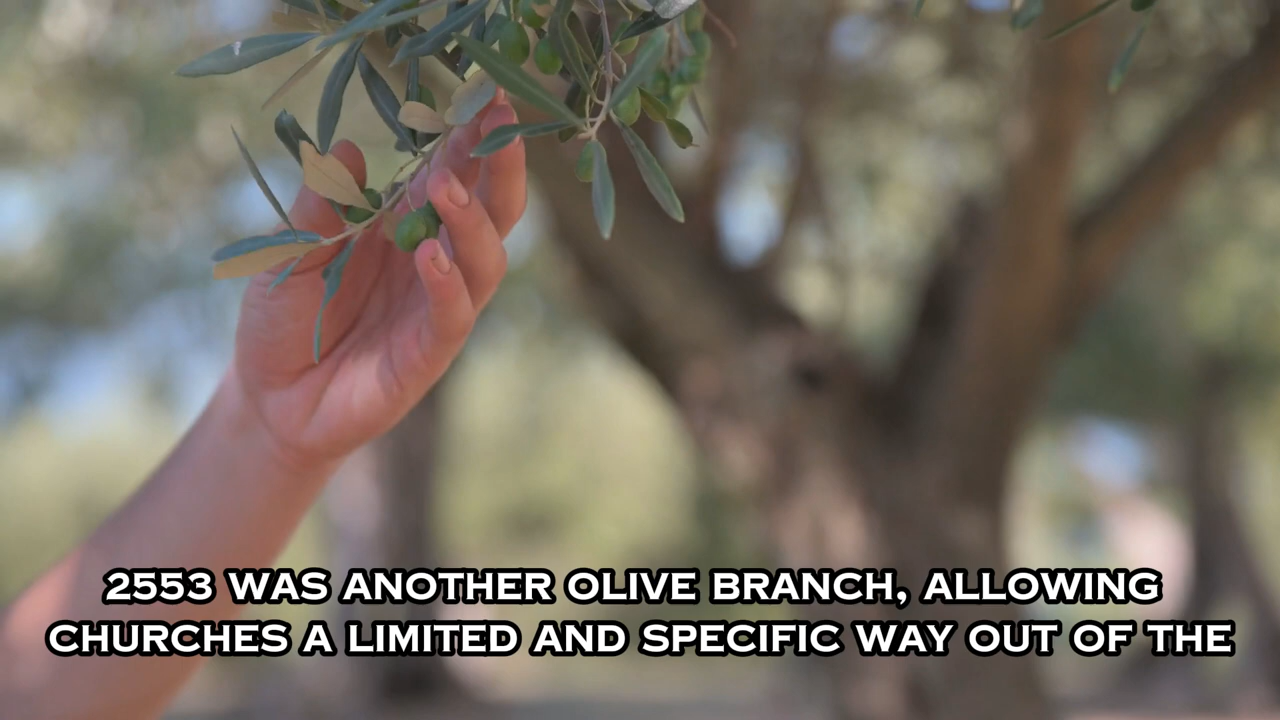 2553 WAS ANOTHER OLIVE BRANCH, ALLOWING
CHURCHES A LIMITED AND SPECIFIC WAY OUT OF THE